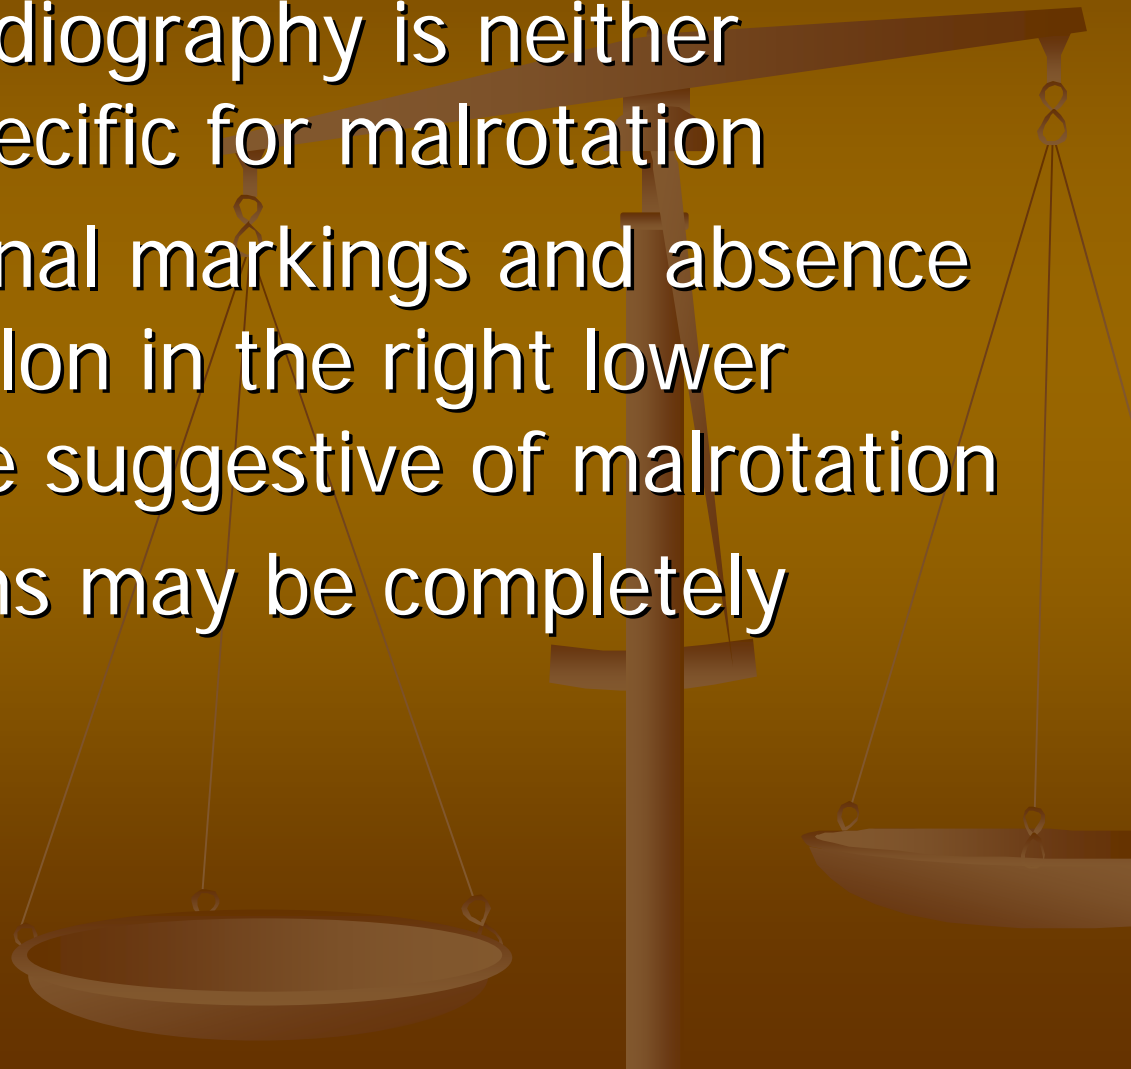 diography is neither
ecific for malrotation
nal markings and absence
lon in the right lower
e suggestive of malrotation
ns may be completely